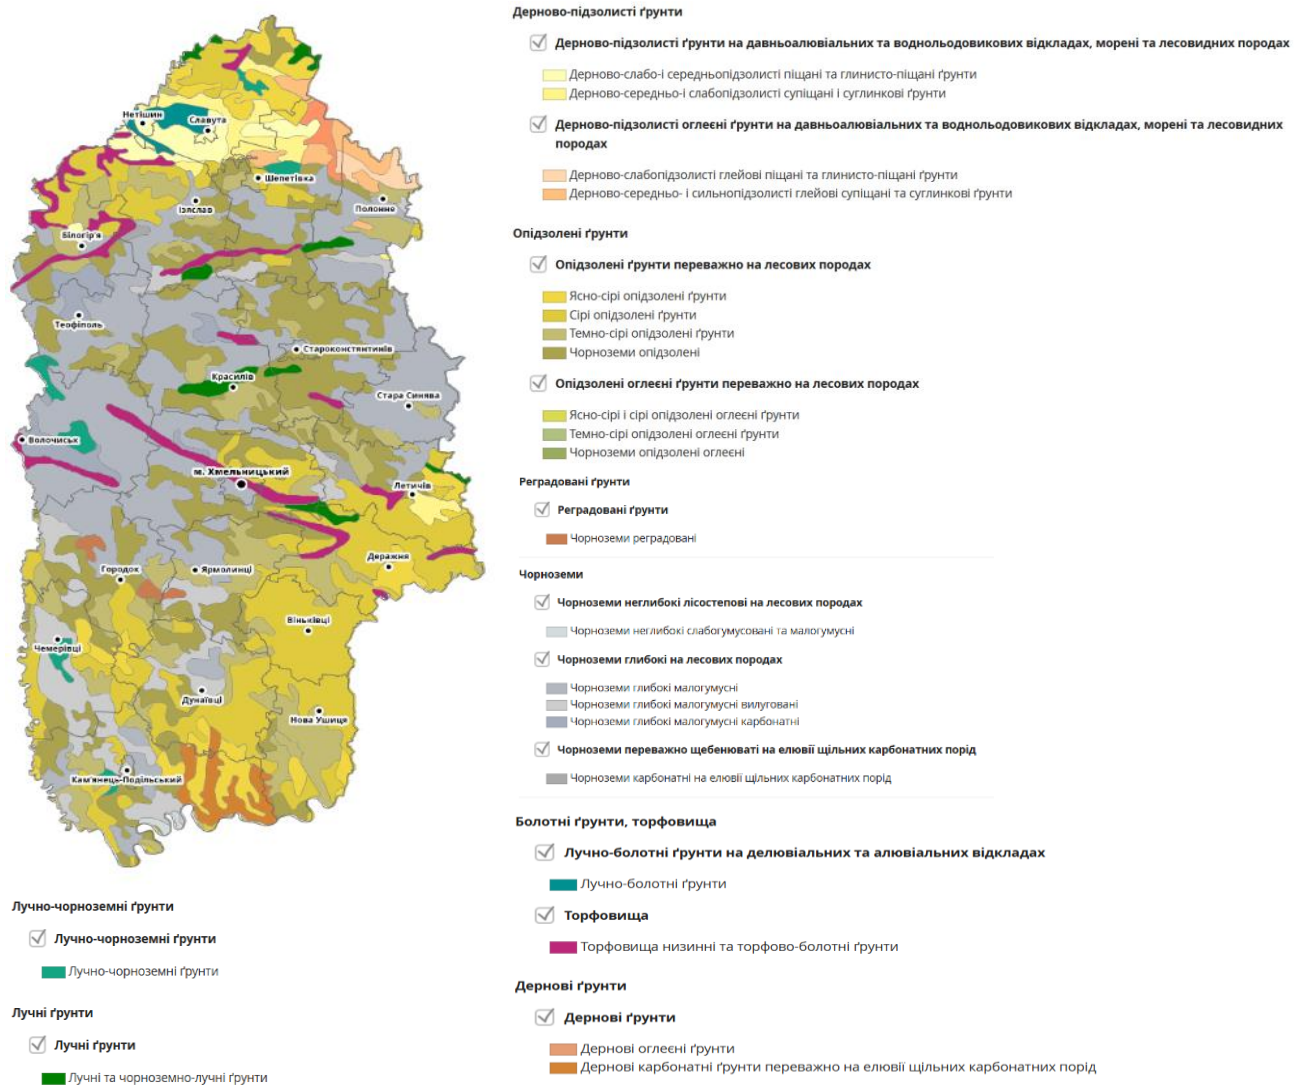 Нетішин
Славута
Шепетівка
Ізяслав
Полонне
Білогір'я
Теофіполь
Староконстянтинів
Красилів
Стара Синява
Волочиськ
м. Хмельницький
Летичів
Деражня
Городок
Ярмолинці
Віньківці
Чемерівці
Дунаївці
Нова Ушиця
Кам'янець-Подільський
Лучно-чорноземні ґрунти
Лучно-чорноземні ґрунти
Лучно-чорноземні ґрунти
Лучні ґрунти
Лучні ґрунти
Лучні та чорноземно-лучні ґрунти
Дерново-підзолисті ґрунти
Дерново-підзолисті ґрунти на давньоалювіальних та воднольодовикових відкладах, морені та лесовидних породах
Дерново-слабо-і середньопідзолисті піщані та глинисто-піщані ґрунти
Дерново-середньо-і слабопідзолисті супіщані і суглинкові ґрунти
Дерново-підзолисті оглеєні ґрунти на давньоалювіальних та воднольодовикових відкладах, морені та лесовидних
породах
Дерново-слабопідзолисті глейові піщані та глинисто-піщані ґрунти
Дерново-середньо- і сильнопідзолисті глейові супіщані та суглинкові ґрунти
Опідзолені ґрунти
Опідзолені ґрунти переважно на лесових породах
Ясно-сірі опідзолені ґрунти
Сірі опідзолені ґрунти
Темно-сірі опідзолені ґрунти
Чорноземи опідзолені
Опідзолені оглеєні ґрунти переважно на лесових породах
Ясно-сірі і сірі опідзолені оглеєні ґрунти
Темно-сірі опідзолені оглеєні ґрунти
Чорноземи опідзолені оглеєні
Реградовані ґрунти
Реградовані ґрунти
Чорноземи реградовані
Чорноземи
Чорноземи неглибокі лісостепові на лесових породах
Чорноземи неглибокі слабогумусовані та малогумусні
Чорноземи глибокі на лесових породах
Чорноземи глибокі малогумусні
Чорноземи глибокі малогумусні вилуговані
Чорноземи глибокі малогумусні карбонатні
Чорноземи переважно щебенюваті на елювії щільних карбонатних порід
Чорноземи карбонатні на елювії щільних карбонатних порід
Болотні ґрунти, торфовища
Лучно-болотні ґрунти на делювіальних та алювіальних відкладах
Лучно-болотні ґрунти
Торфовища
Торфовища низинні та торфово-болотні ґрунти
Дернові ґрунти
Дернові ґрунти
Дернові оглеєні ґрунти
Дернові карбонатні ґрунти переважно на елювії щільних карбонатних порід